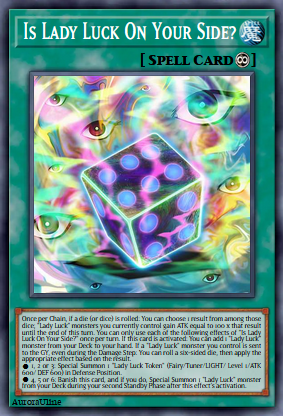 Is Lady Luck On Your Side?
[ SPELL CARD ]
Once per Chain, if a die (or dice) is rolled: You can choose 1 result from among those
dice; "Lady Luck" monsters you currently control gain ATK equal to 100 x that result
until the end of this turn. You can only use each of the following effects of "Is Lady
Luck On Your Side?" once per turn. If this card is activated: You can add 1 "Lady Luck"
monster from your Deck to your hand. If a "Lady Luck" monster you control is sent
to the GY, even during the Damage Step: You can roll a six-sided die, then apply the
appropriate effect based on the result.
● 1, 2 or 3: Special Summon 1 "Lady Luck Token" (Fairy/Tuner/LIGHT/ Level 1/ATK
600/ DEF 600) in Defense Position.
● 4, 5 or 6: Banish this card, and if you do, Special Summon 1 "Lady Luck" monster
from your Deck during your second Standby Phase after this effect's activation.
AuroraUline